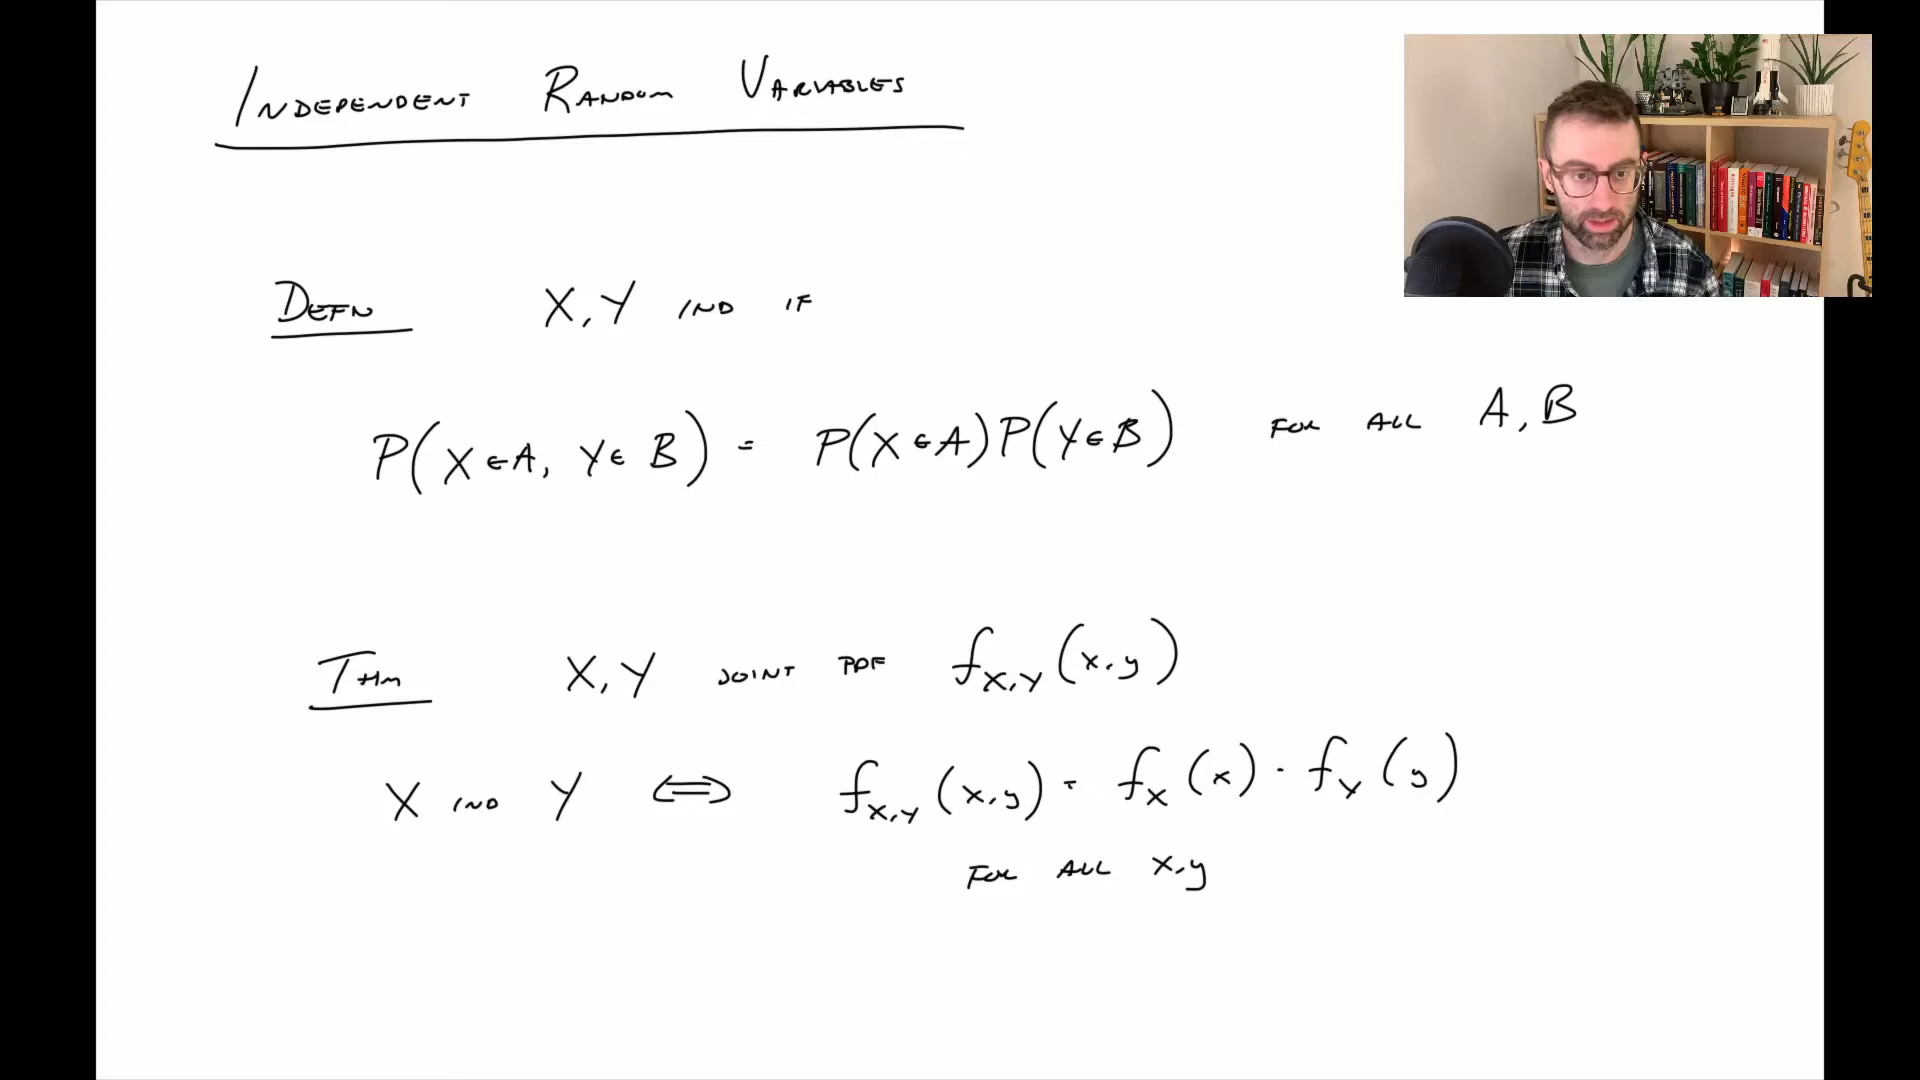 INDEPENDENT RANDOM VARIABLES
DEFN X, Y IND IF
P(X∈A, Y∈B) = P(X∈A)P(Y∈B) FOR ALL A, B
THM X, Y JOINT PDF f_{X,Y}(x,y)
X IND Y ⟺ f_{X,Y}(x,y) = f_X(x) · f_Y(y)
FOR ALL x,y